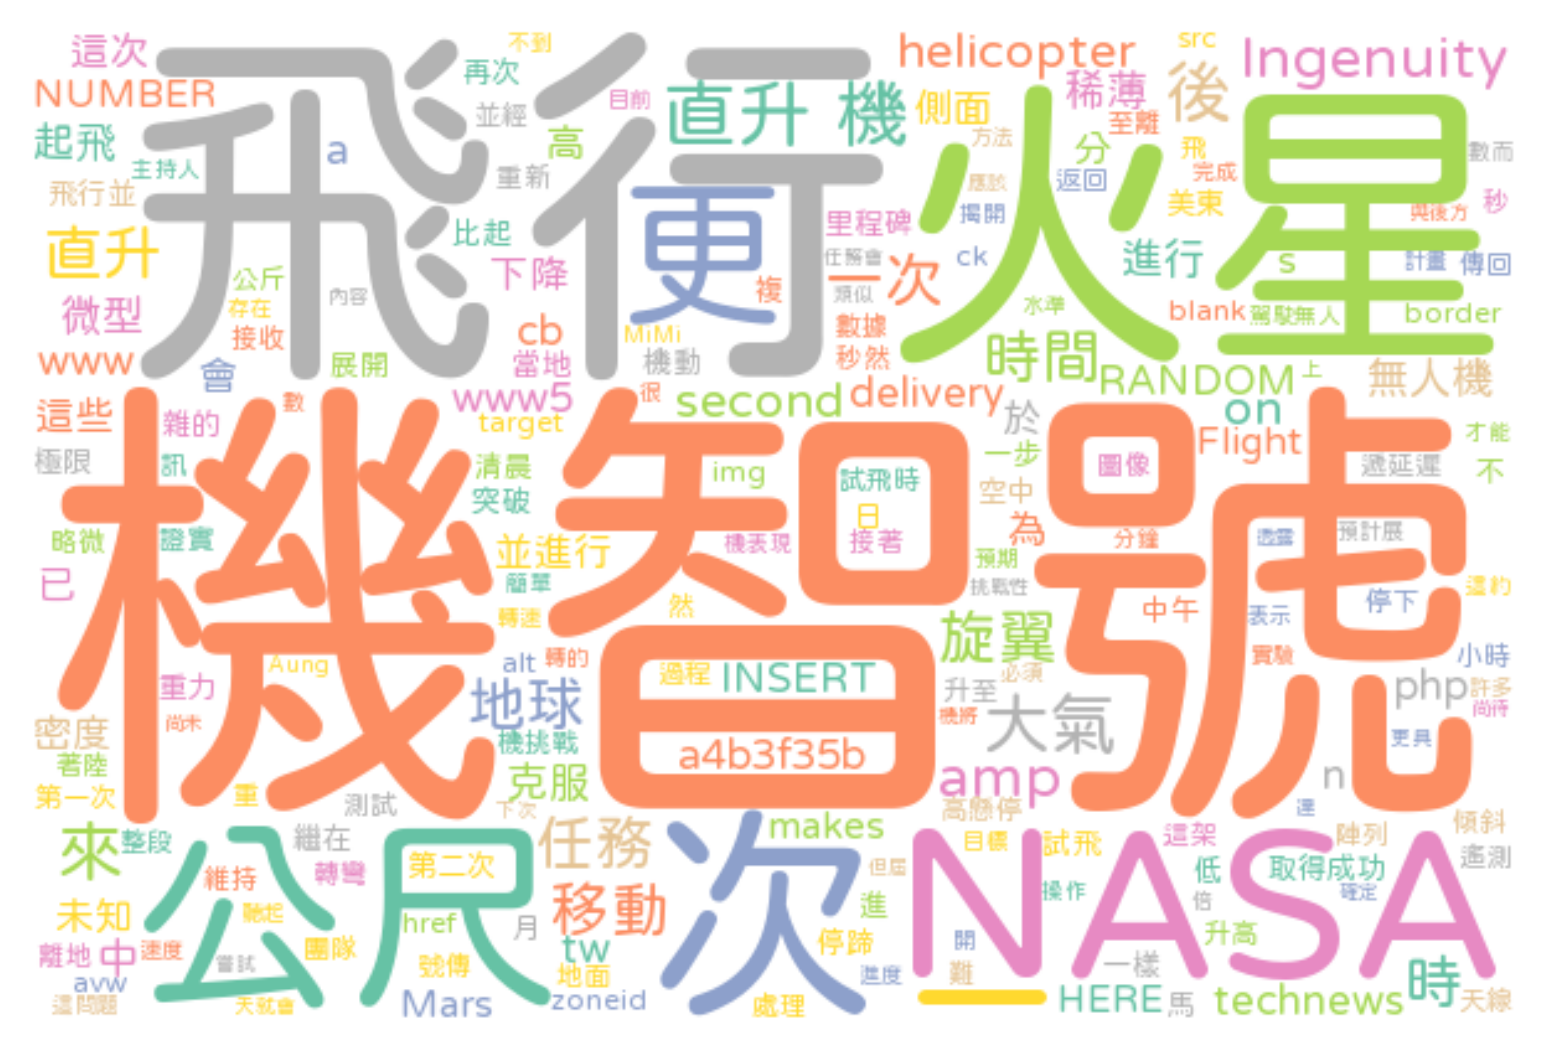 這次
不到
helicopter
src
Ingenuity
NUMBER
飛行
再次
目前
直升 機
側面
稀薄
後
起飛
主持人
a
並經
高
至離
方法
分
飛
完成
數而
飛行並
重新
應該
返回
美東
與後方
秒
火星
直升
比起
更
里程碑
揭開
ck
進行
s
計畫
傳回
公斤
下降
複
任務會
一次
類似
微型
存在
內容
接收
cb
MiMi
數據
水準
blank
駕駛無人
border
www
會
展開
當地
機動
秒然
時間
RANDOM
上
無人機
這些
雜的
數
www5
很
second
delivery
於
on
target
Flight
才能
極限
訊
清晨
img
試飛時
一步
圖像
遞延遲
不
突破
日
空中
為
機智號
略微
證實
並進行
機表現
接著
預期
分鐘
透露
預計展
已
簡單
挑戰性
停下
這約
轉速
然
旋翼
中午
表示
Aung
alt
轉的
過程
INSERT
必須
實驗
小時
重力
地球
升至
php
許多
尚未
機將
大氣
尚待
密度
機挑戰
a4b3f35b
更具
著陸
克服
amp
n
第一次
重
測試
下次
高懸停
達
來
整段
繼在
任務
makes
目標
試飛
這架
陣列
傾斜
公尺
第二次
次
但屆
NASA
低
取得成功
遙測
維持
轉彎
移動
進
操作
倍
確定
未知
聽起
href
月
停蹄
開
升高
離地
中
速度
嘗試
團隊
號傳
tw
地面
進度
難
一樣
時
avw
這問題
天就會
Mars
zoneid
處理
一
HERE
馬
technews
天線